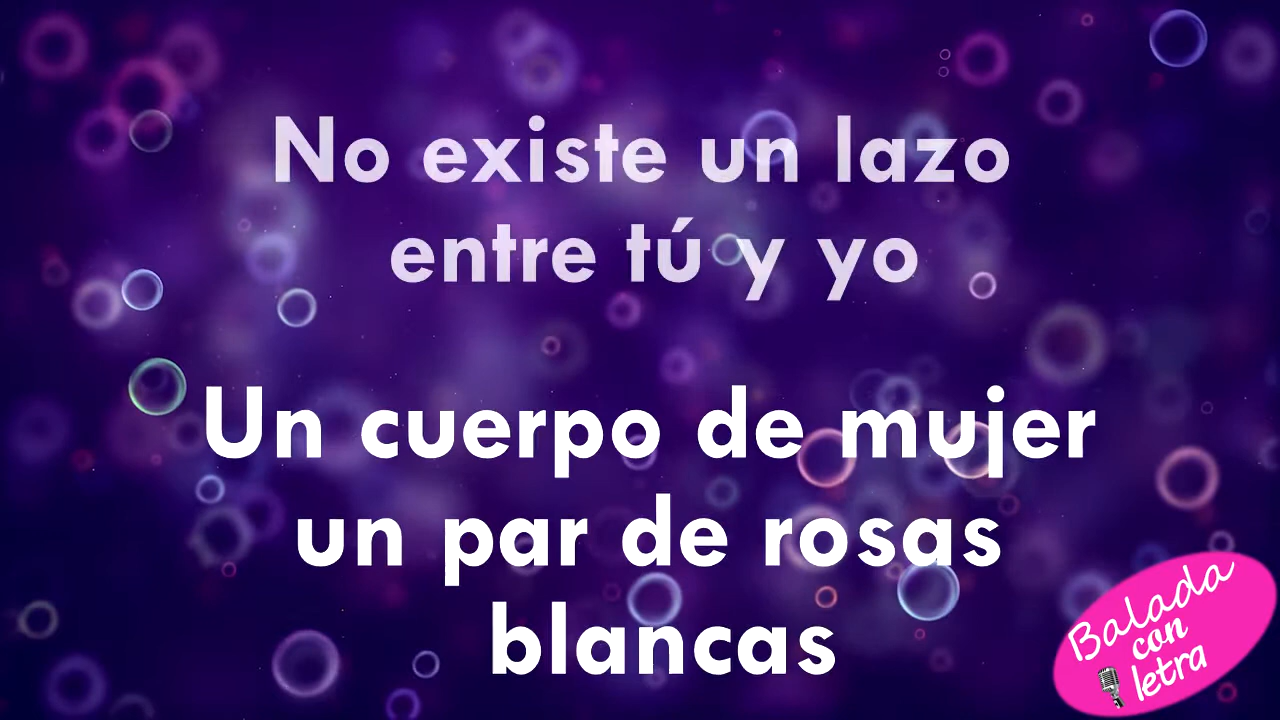 No existe un lazo
entre tú y yo
Un cuerpo de mujer
un par de rosas
blancas
Balada
con
letra